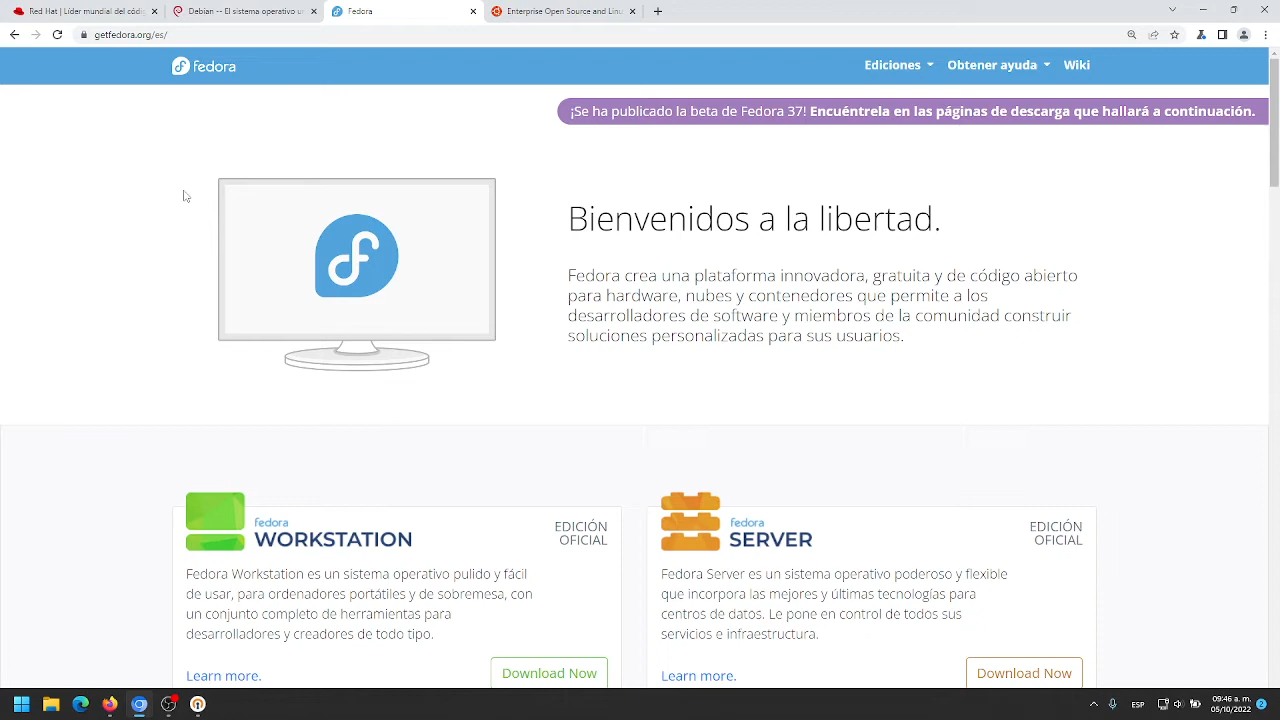 Red Hat | Líder mundial del códig
Debian -- El sistema operativo u
Fedora
Enterprise Open Source and Linu
getfedora.org/es/
fedora
Ediciones
Obtener ayuda
Wiki
¡Se ha publicado la beta de Fedora 37! Encuéntrela en las páginas de descarga que hallará a continuación.
Bienvenidos a la libertad.
Fedora crea una plataforma innovadora, gratuita y de código abierto
para hardware, nubes y contenedores que permite a los
desarrolladores de software y miembros de la comunidad construir
soluciones personalizadas para sus usuarios.
fedora
WORKSTATION
EDICIÓN
OFICIAL
Fedora Workstation es un sistema operativo pulido y fácil
de usar, para ordenadores portátiles y de sobremesa, con
un conjunto completo de herramientas para
desarrolladores y creadores de todo tipo.
Learn more.
Download Now
fedora
SERVER
EDICIÓN
OFICIAL
Fedora Server es un sistema operativo poderoso y flexible
que incorpora las mejores y últimas tecnologías para
centros de datos. Le pone en control de todos sus
servicios e infraestructura.
Learn more.
Download Now
ESP
09:46 a. m.
05/10/2022
2